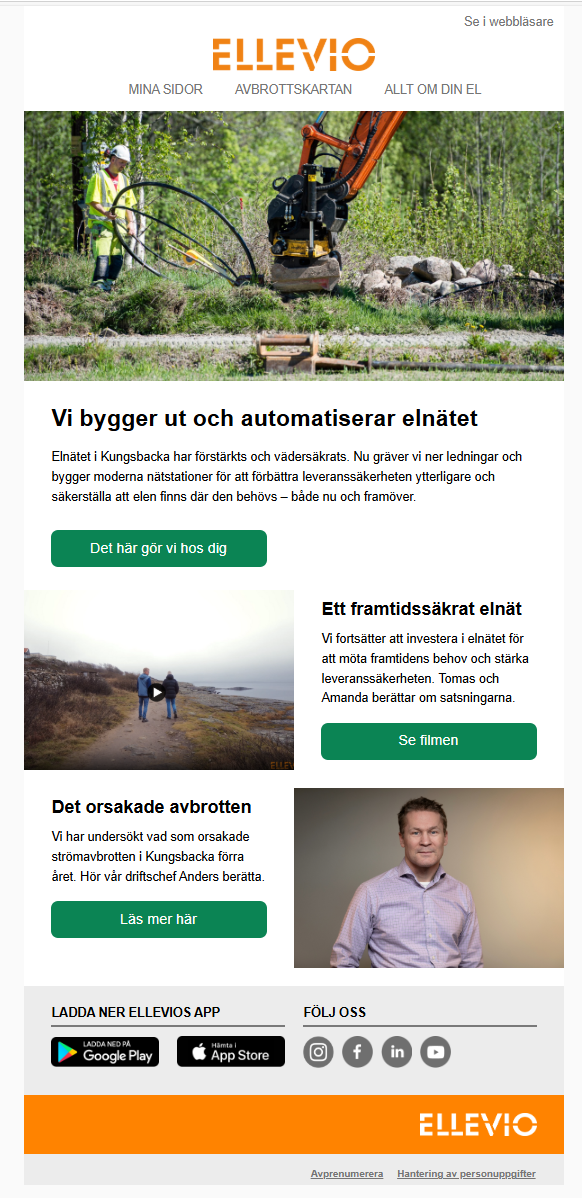 Se i webbläsare
ELLEVIO
MINA SIDOR AVBROTTSKARTAN ALLT OM DIN EL
Vi bygger ut och automatiserar elnätet
Elnätet i Kungsbacka har förstärkts och vädersäkrats. Nu gräver vi ner ledningar och
bygger moderna nätstationer för att förbättra leveranssäkerheten ytterligare och
säkerställa att elen finns där den behövs – både nu och framöver.
Det här gör vi hos dig
Ett framtidssäkrat elnät
Vi fortsätter att investera i elnätet för
att möta framtidens behov och stärka
leveranssäkerheten. Tomas och
Amanda berättar om satsningarna.
Se filmen
ELLEVIO
Det orsakade avbrotten
Vi har undersökt vad som orsakade
strömavbrotten i Kungsbacka förra
året. Hör vår driftschef Anders berätta.
Läs mer här
LADDA NER ELLEVIOS APP
LADDA NED PÅ
Google Play
Hämta i
App Store
FÖLJ OSS
ELLEVIO
Avprenumerera Hantering av personuppgifter